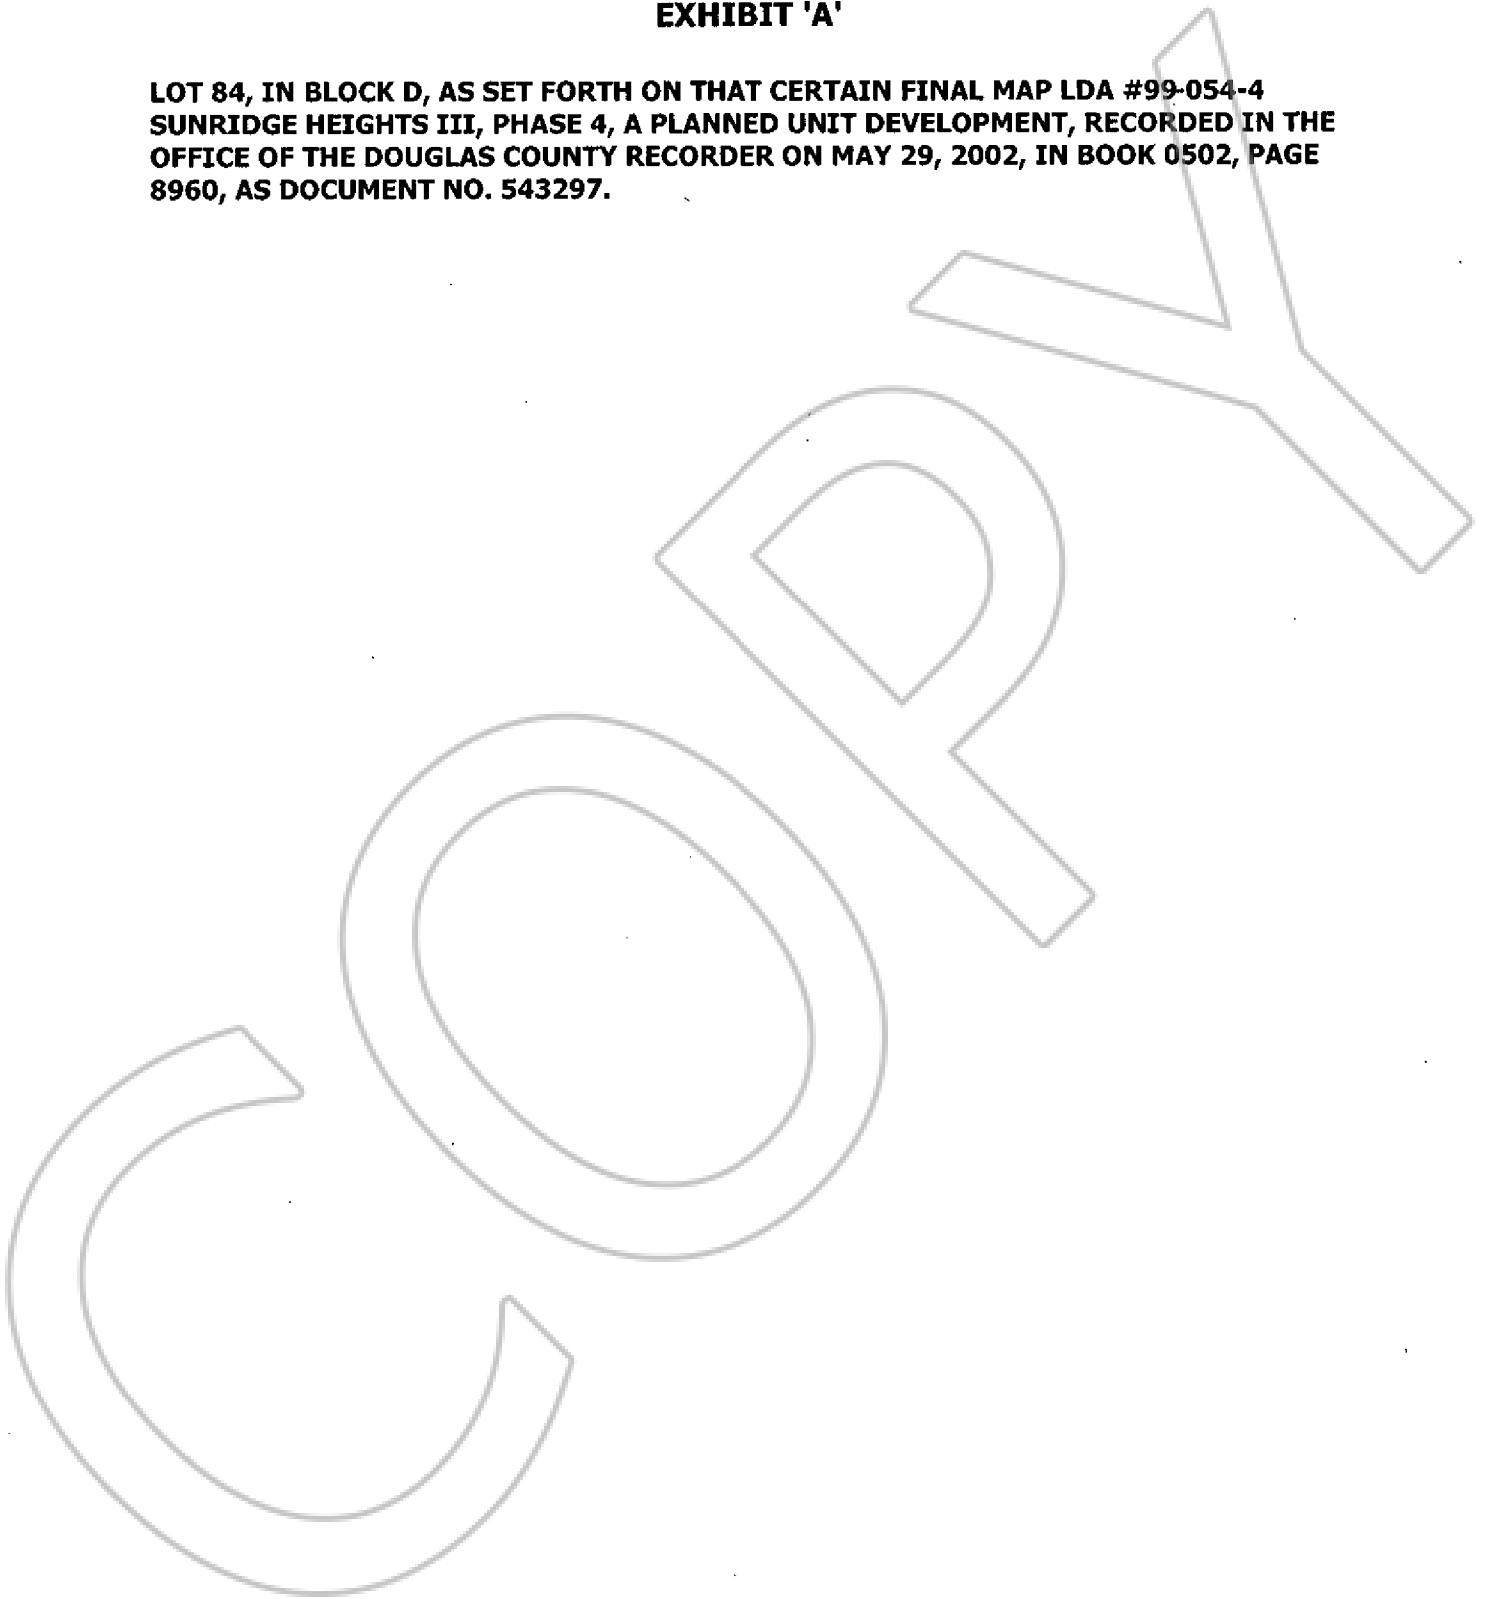 EXHIBIT 'A'
LOT 84, IN BLOCK D, AS SET FORTH ON THAT CERTAIN FINAL MAP LDA #99-054-4
SUNRIDGE HEIGHTS III, PHASE 4, A PLANNED UNIT DEVELOPMENT, RECORDED IN THE
OFFICE OF THE DOUGLAS COUNTY RECORDER ON MAY 29, 2002, IN BOOK 0502, PAGE
8960, AS DOCUMENT NO. 543297.
COPY